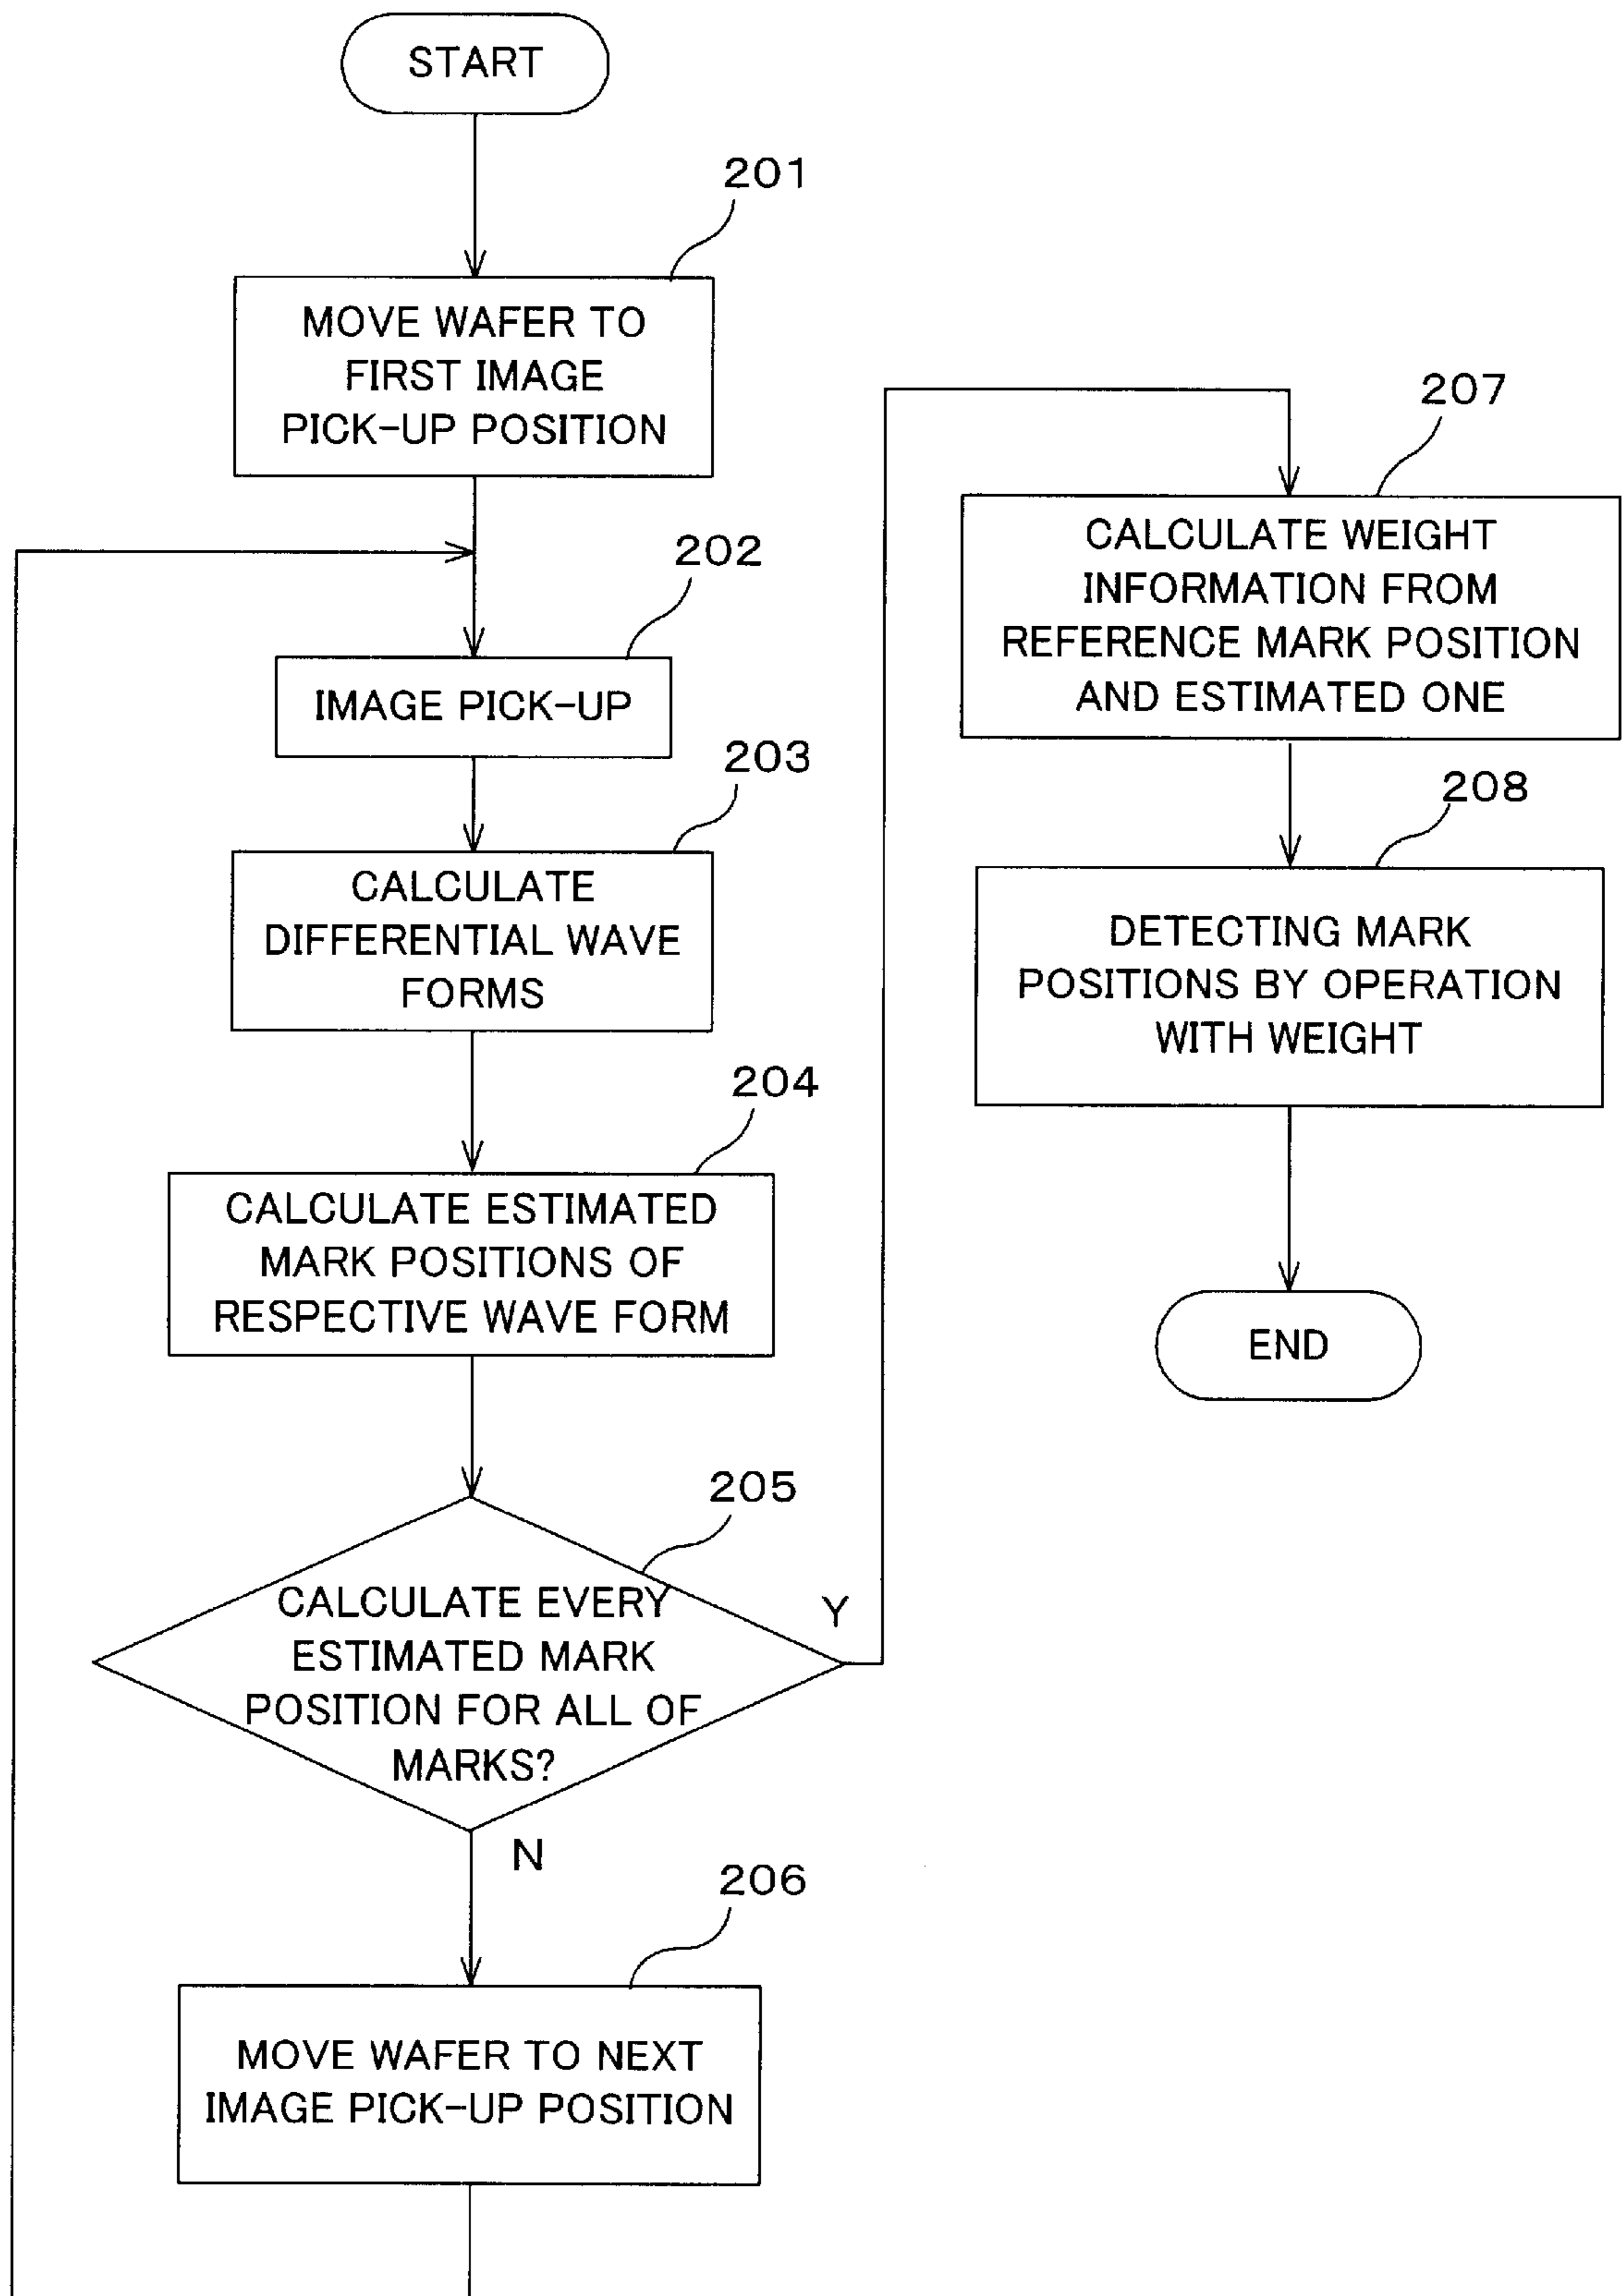 START
201
MOVE WAFER TO
FIRST IMAGE
PICK-UP POSITION
202
IMAGE PICK-UP
203
CALCULATE
DIFFERENTIAL WAVE
FORMS
204
CALCULATE ESTIMATED
MARK POSITIONS OF
RESPECTIVE WAVE FORM
205
CALCULATE EVERY
ESTIMATED MARK
POSITION FOR ALL OF
MARKS?
Y
N
206
MOVE WAFER TO NEXT
IMAGE PICK-UP POSITION
207
CALCULATE WEIGHT
INFORMATION FROM
REFERENCE MARK POSITION
AND ESTIMATED ONE
208
DETECTING MARK
POSITIONS BY OPERATION
WITH WEIGHT
END